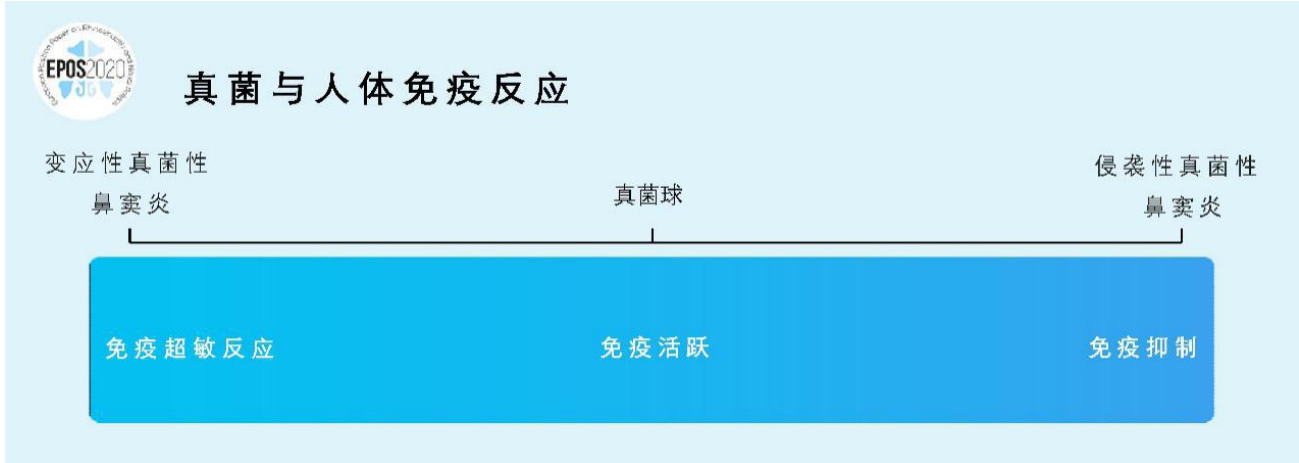 EPOS2020
真菌与人体免疫反应
变应性真菌性
鼻窦炎
真菌球
侵袭性真菌性
鼻窦炎
免疫超敏反应
免疫活跃
免疫抑制